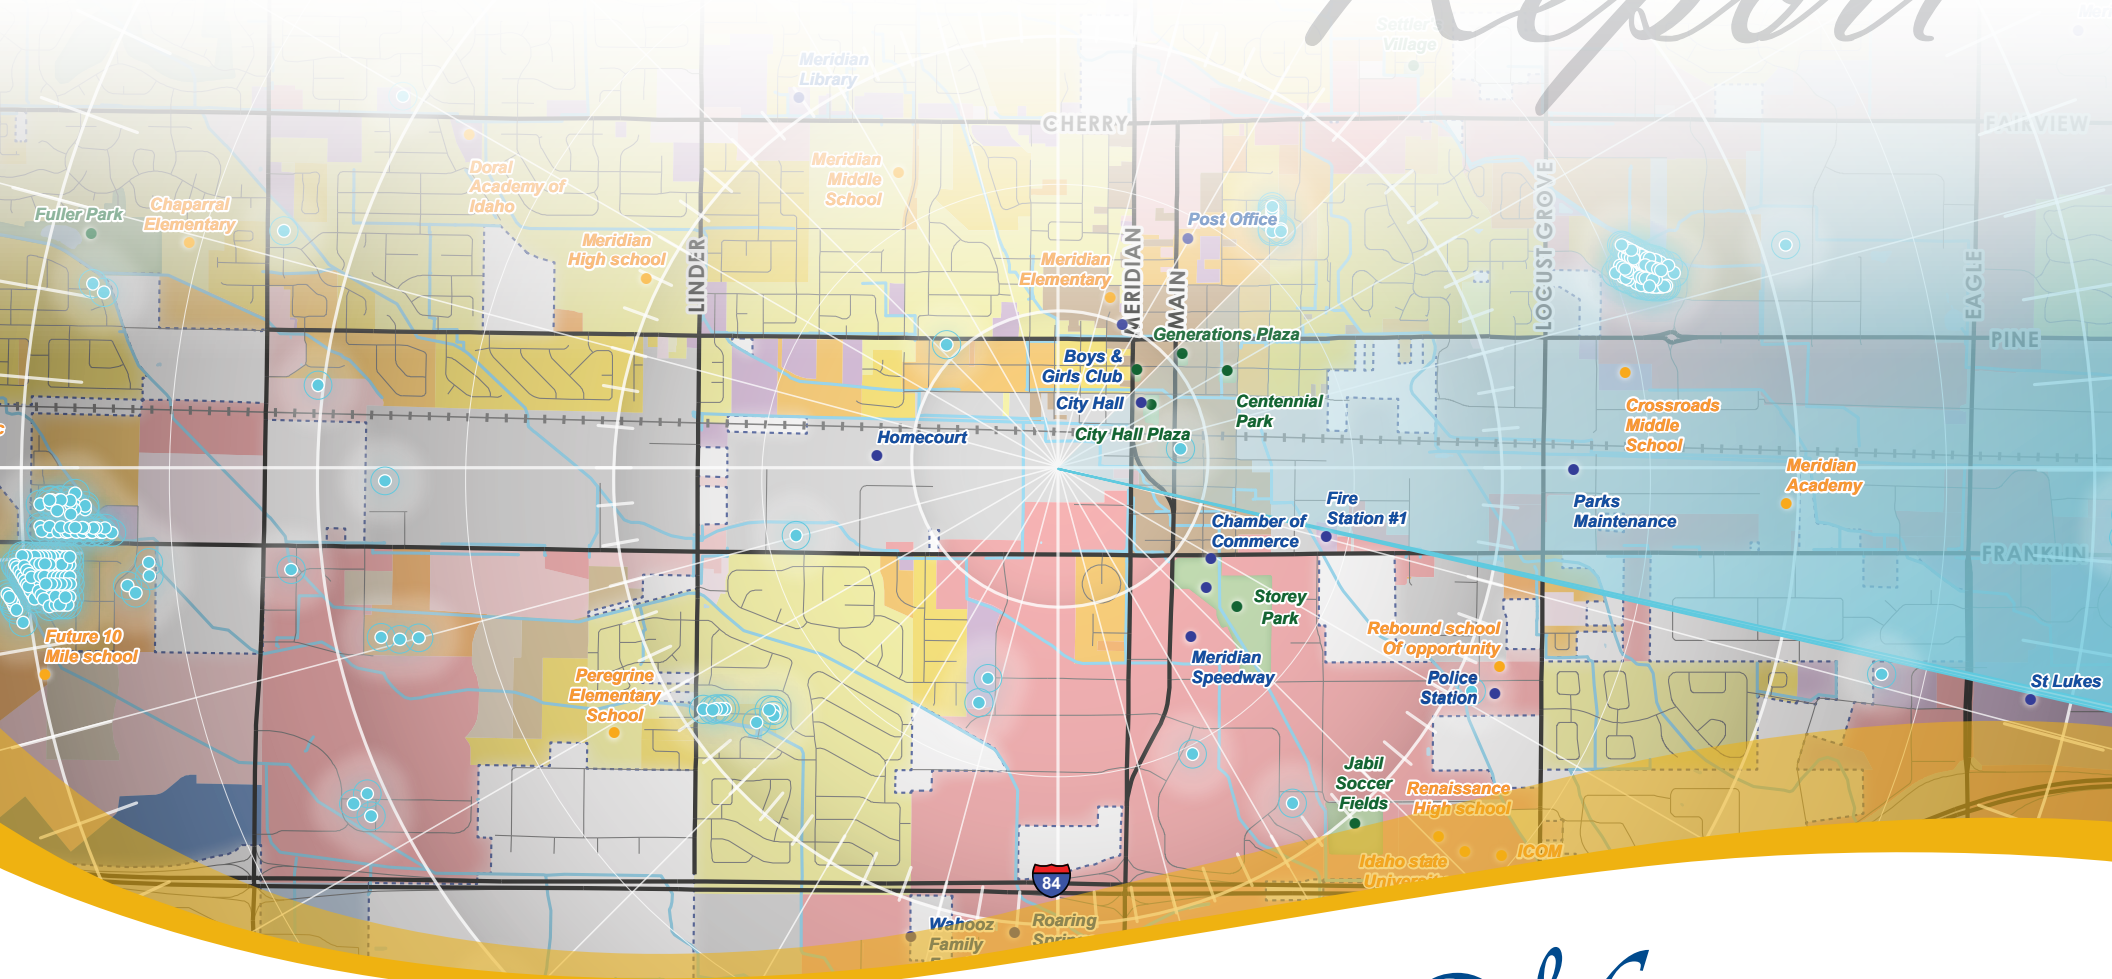 Report
Settler's
Village
Meridian
Library
CHERRY
FAIRVIEW
Doral
Academy of
Idaho
Meridian
Middle
School
LOCUST GROVE
Fuller Park
Chaparral
Elementary
Post Office
Meridian
High school
LINDER
Meridian
Elementary
MERIDIAN
MAIN
EAGLE
Generations Plaza
PINE
Boys &
Girls Club
City Hall
Centennial
Park
Crossroads
Middle
School
Homecourt
City Hall Plaza
Meridian
Academy
Fire
Station #1
Parks
Maintenance
Chamber of
Commerce
FRANKLIN
Storey
Park
Future 10
Mile school
Rebound school
Of opportunity
Meridian
Speedway
Peregrine
Elementary
School
Police
Station
St Lukes
Jabil
Soccer
Fields
Renaissance
High school
ICOM
Idaho state
University
84
Wahooz
Family
Roaring
Springs